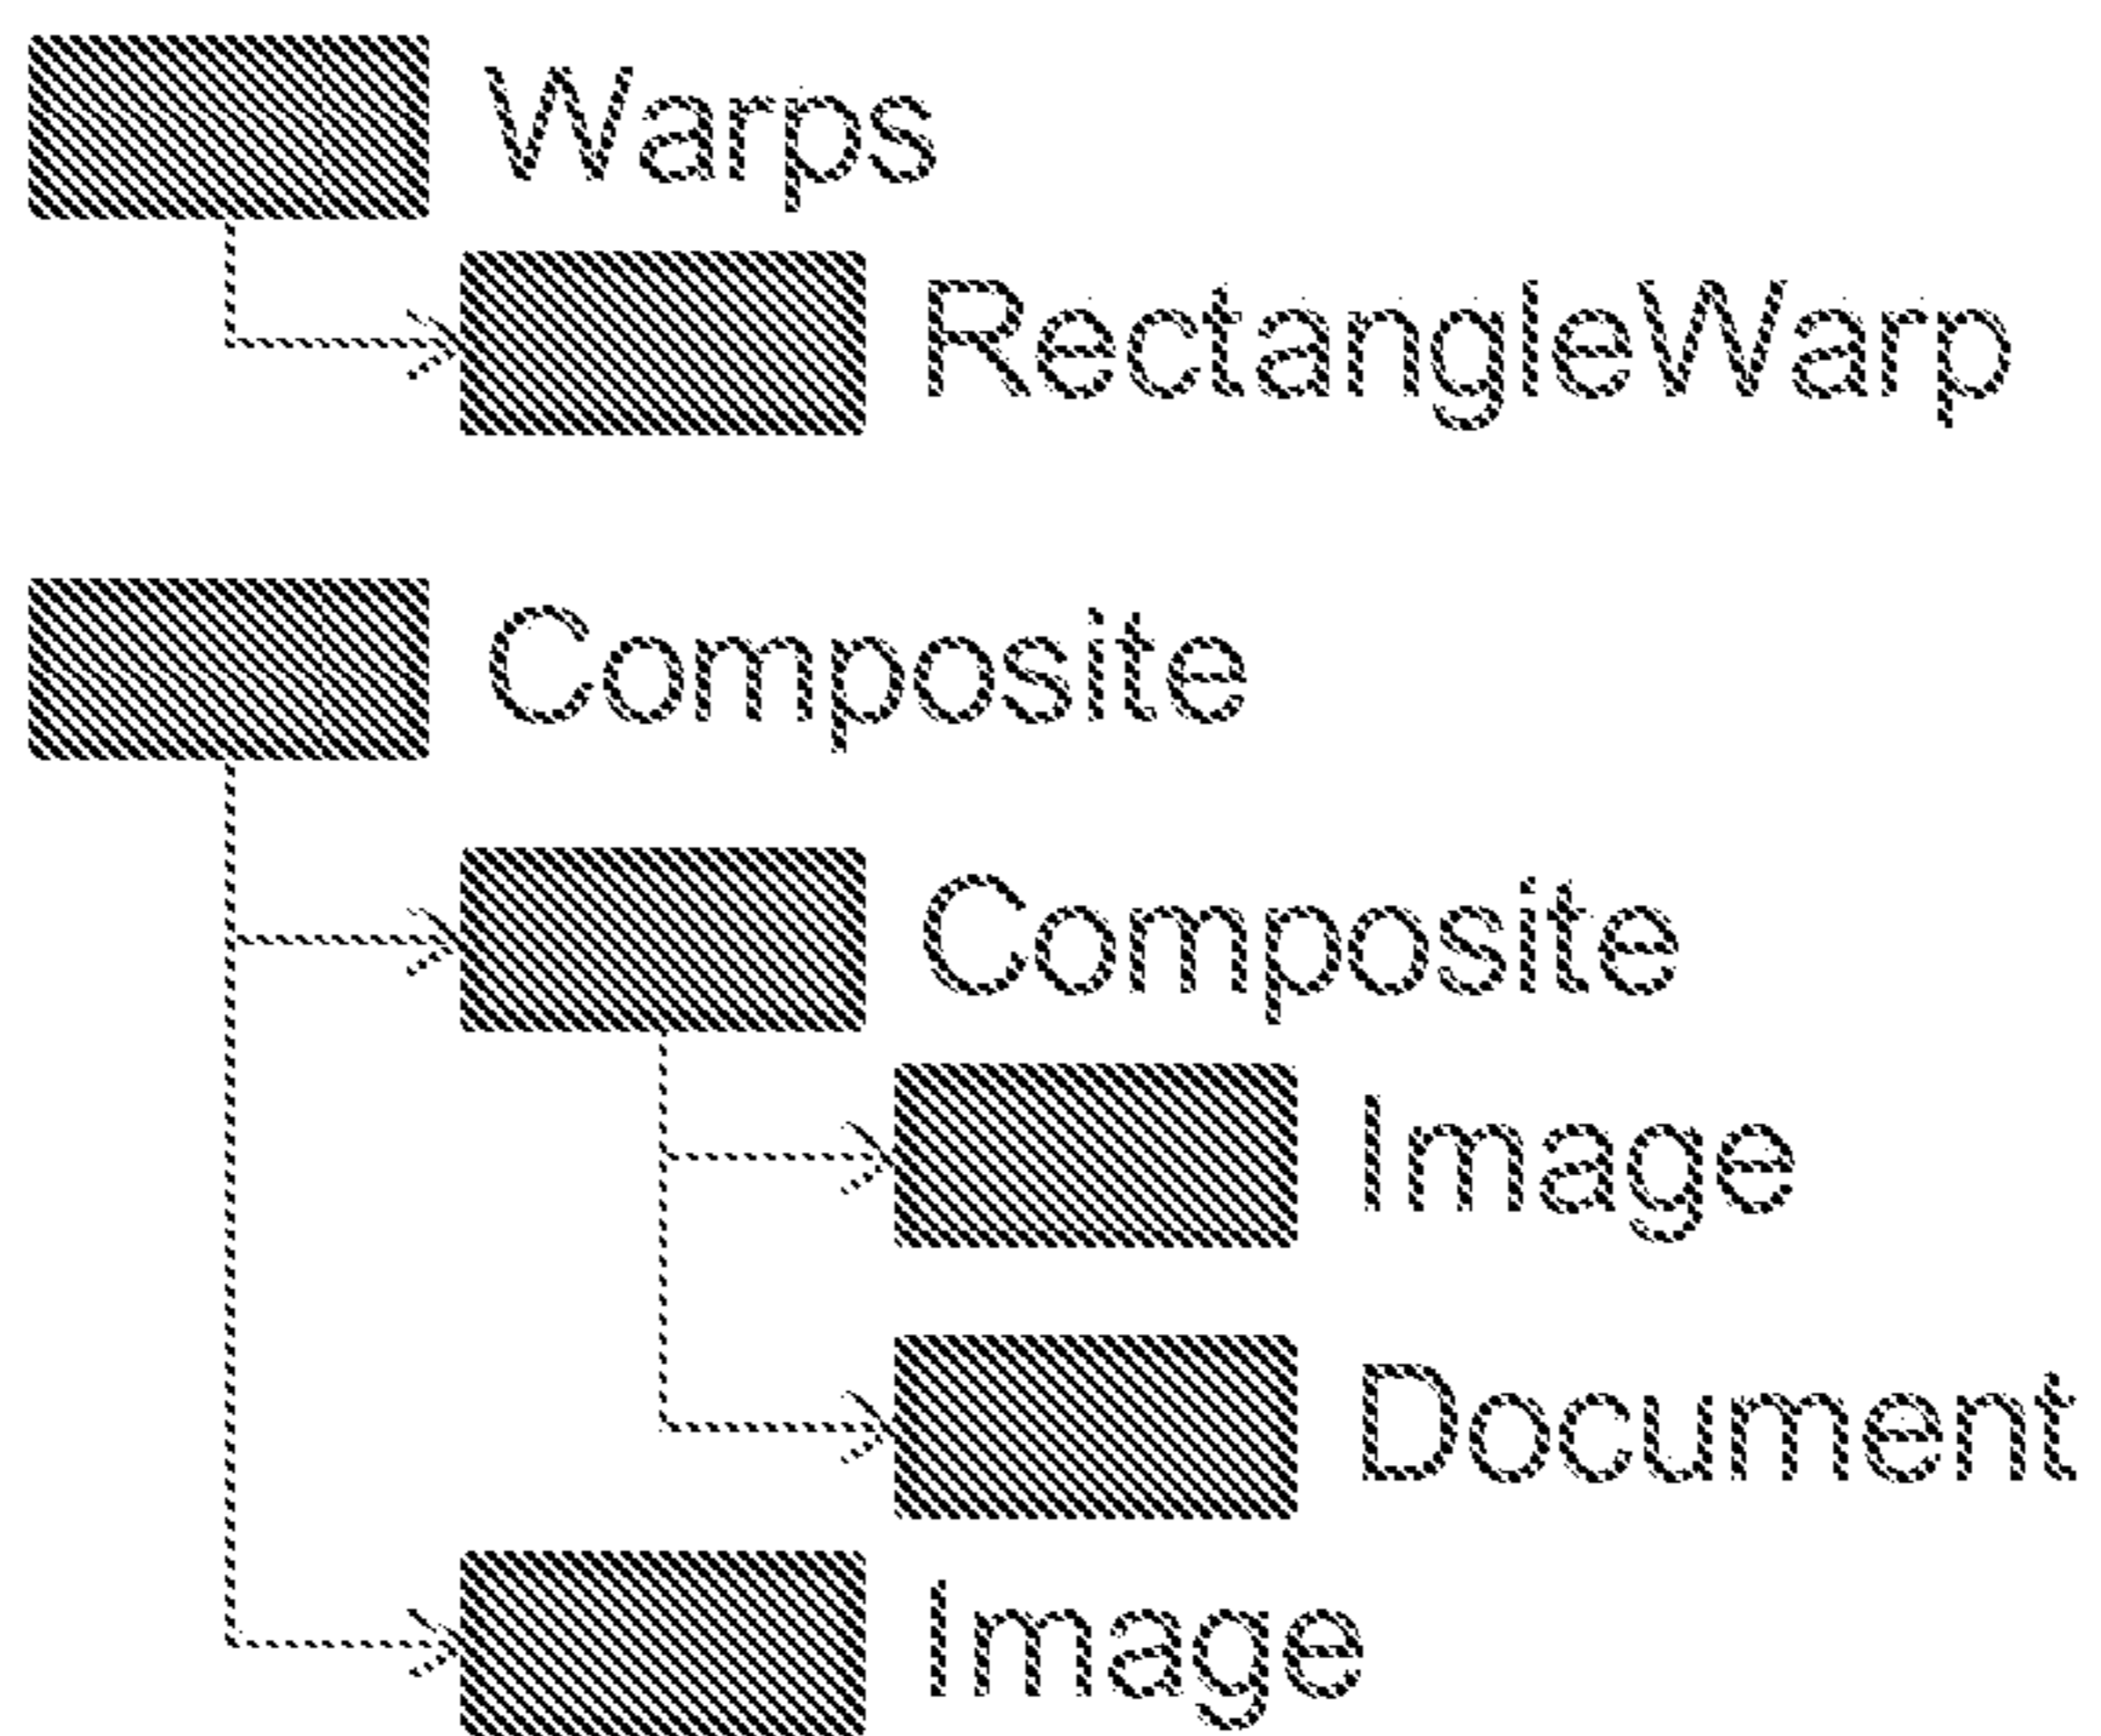 Warps
RectangleWarp
Composite
Composite
Image
Document
Image